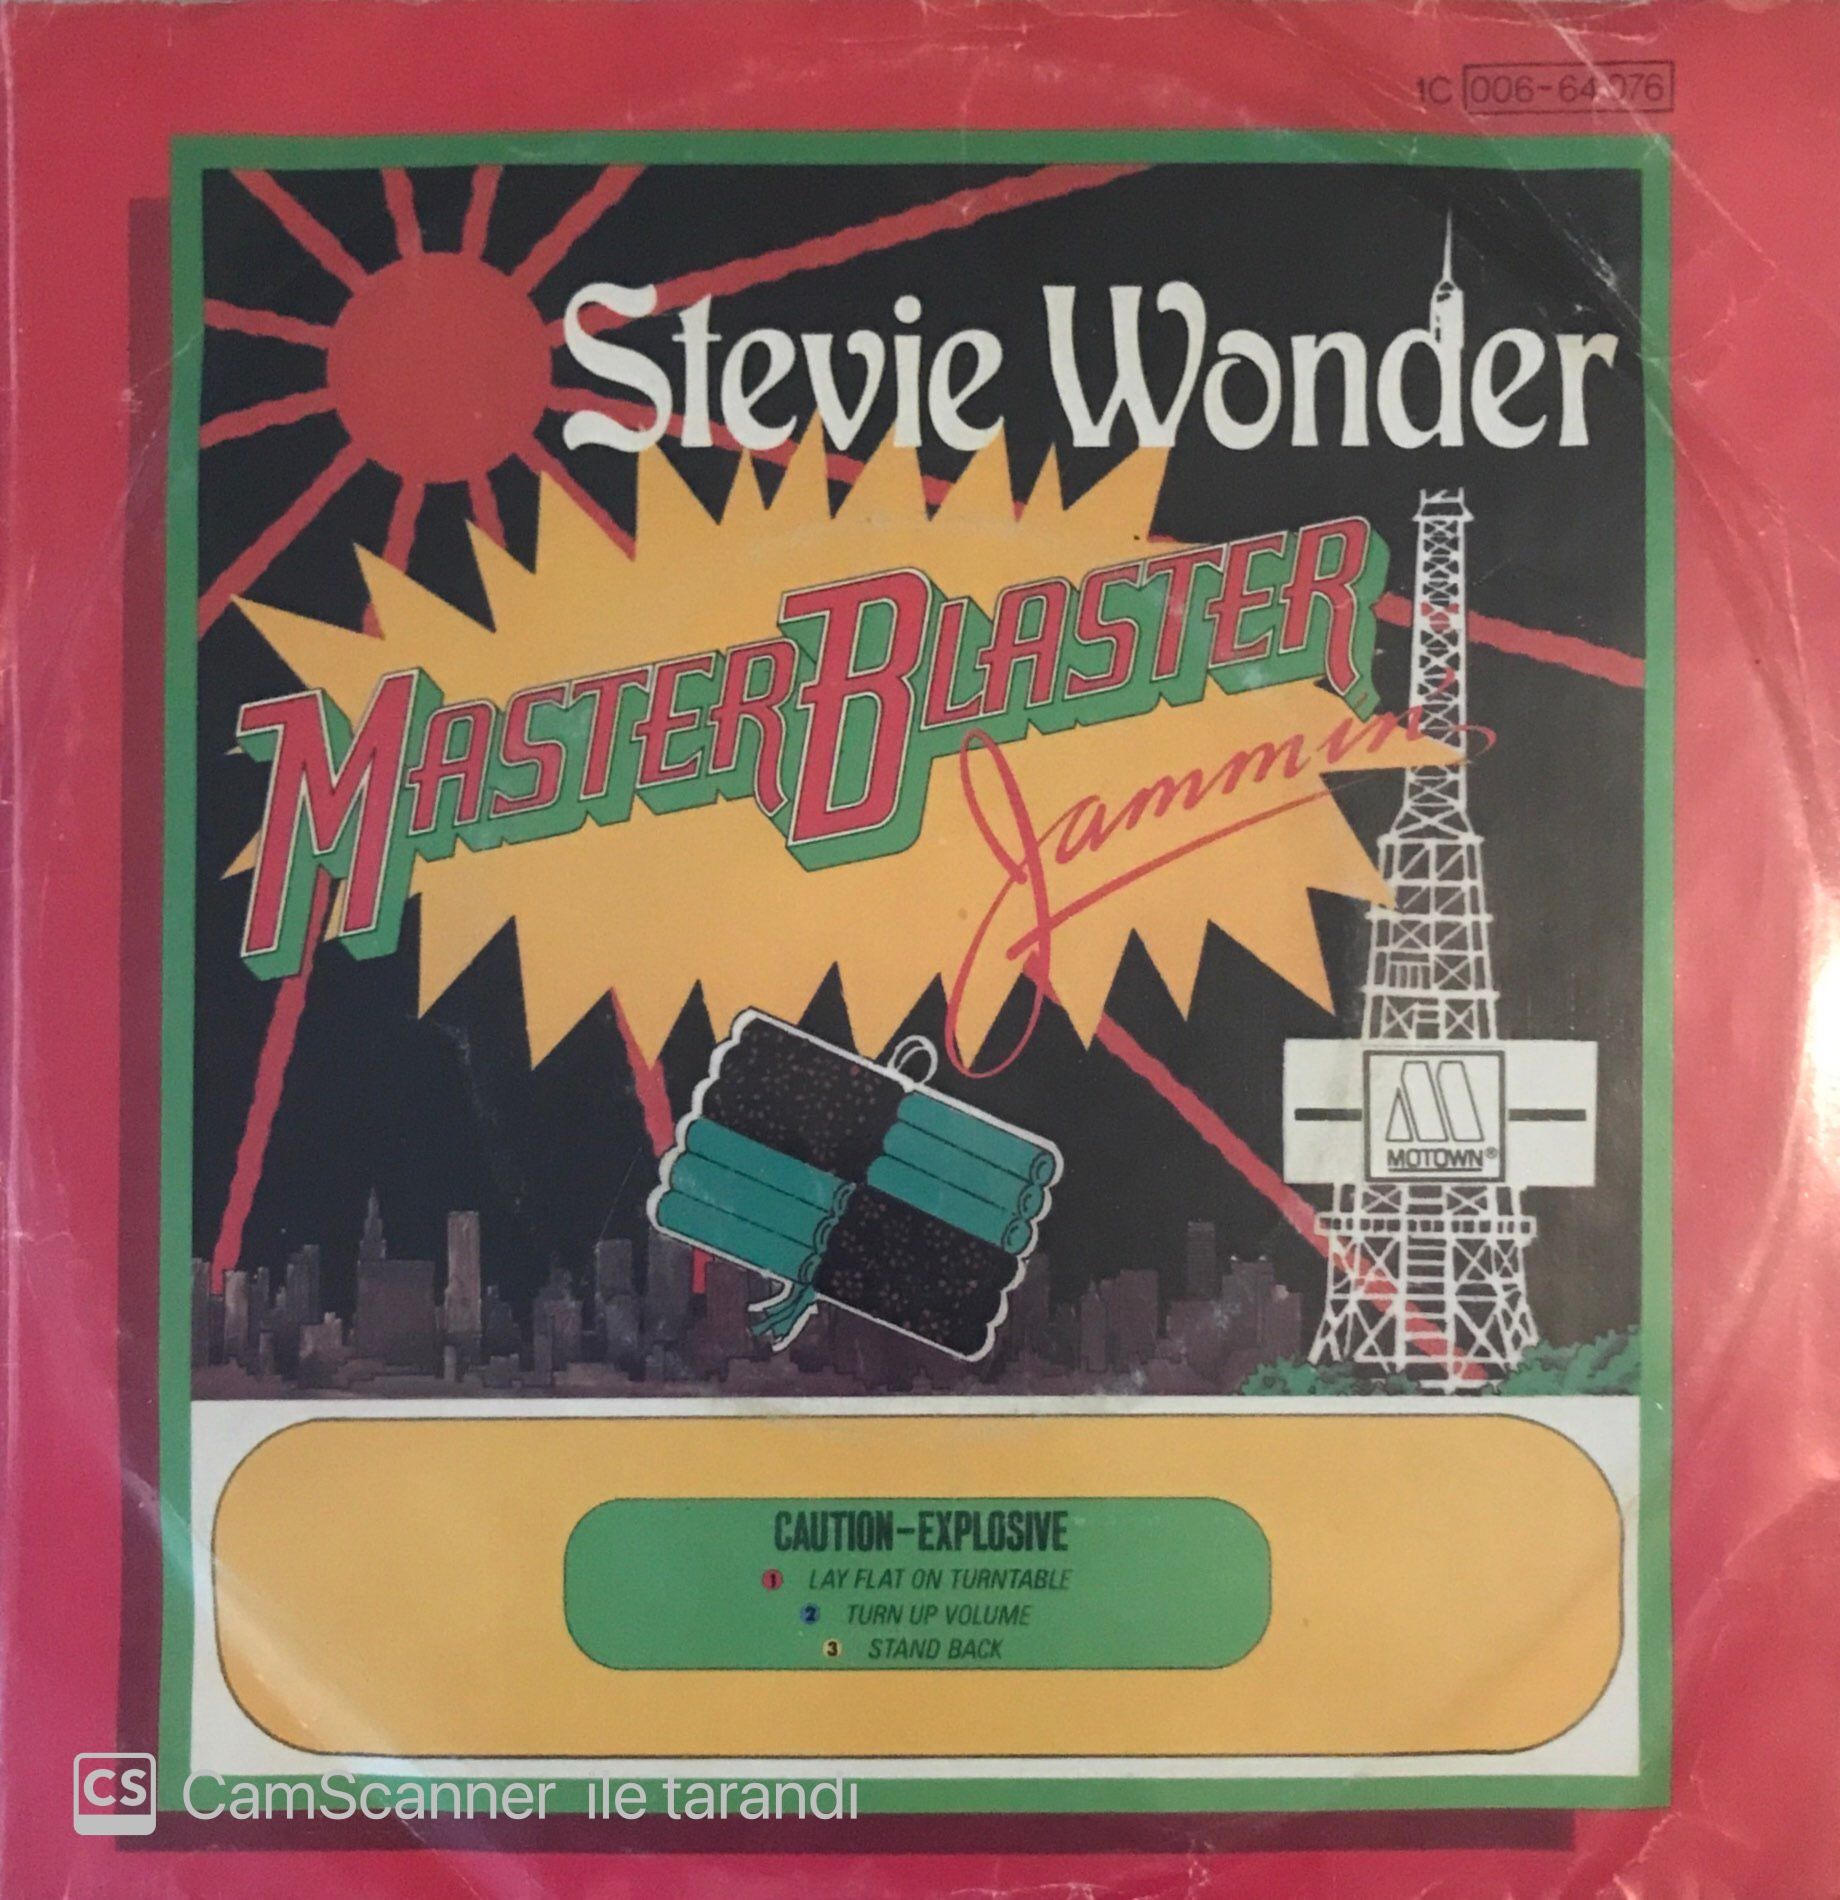 1C 006-64 076
Stevie Wonder
MASTER BLASTER
Jammin
MOTOWN®
CAUTION-EXPLOSIVE
1 LAY FLAT ON TURNTABLE
2 TURN UP VOLUME
3 STAND BACK
CS CamScanner ile tarandı